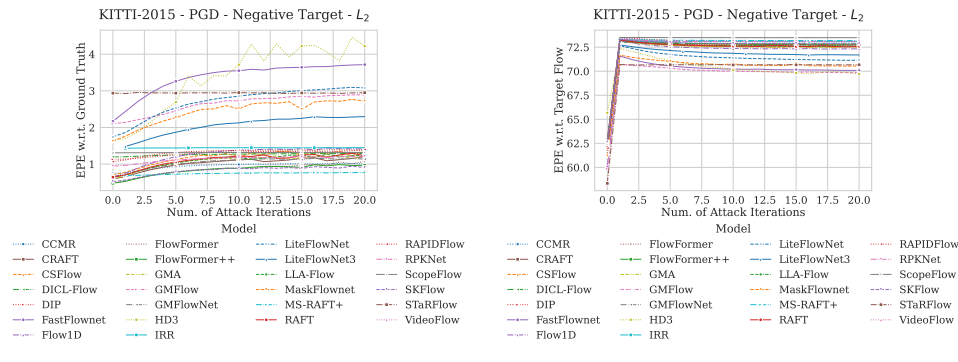 KITTI-2015 - PGD - Negative Target - L2
EPE w.r.t. Ground Truth
4
3
2
1
0.0 2.5 5.0 7.5 10.0 12.5 15.0 17.5 20.0
Num. of Attack Iterations
Model
CCMR FlowFormer LiteFlowNet RAPIDFlow
CRAFT FlowFormer++ LiteFlowNet3 RPKNet
CSFlow GMA LLA-Flow ScopeFlow
DICL-Flow GMFlow MaskFlownet SKFlow
DIP GMFlowNet MS-RAFT+ STaRFlow
FastFlownet HD3 RAFT VideoFlow
Flow1D IRR
KITTI-2015 - PGD - Negative Target - L2
EPE w.r.t. Target Flow
72.5
70.0
67.5
65.0
62.5
60.0
0.0 2.5 5.0 7.5 10.0 12.5 15.0 17.5 20.0
Num. of Attack Iterations
Model
CCMR FlowFormer LiteFlowNet RAPIDFlow
CRAFT FlowFormer++ LiteFlowNet3 RPKNet
CSFlow GMA LLA-Flow ScopeFlow
DICL-Flow GMFlow MaskFlownet SKFlow
DIP GMFlowNet MS-RAFT+ STaRFlow
FastFlownet HD3 RAFT VideoFlow
Flow1D IRR